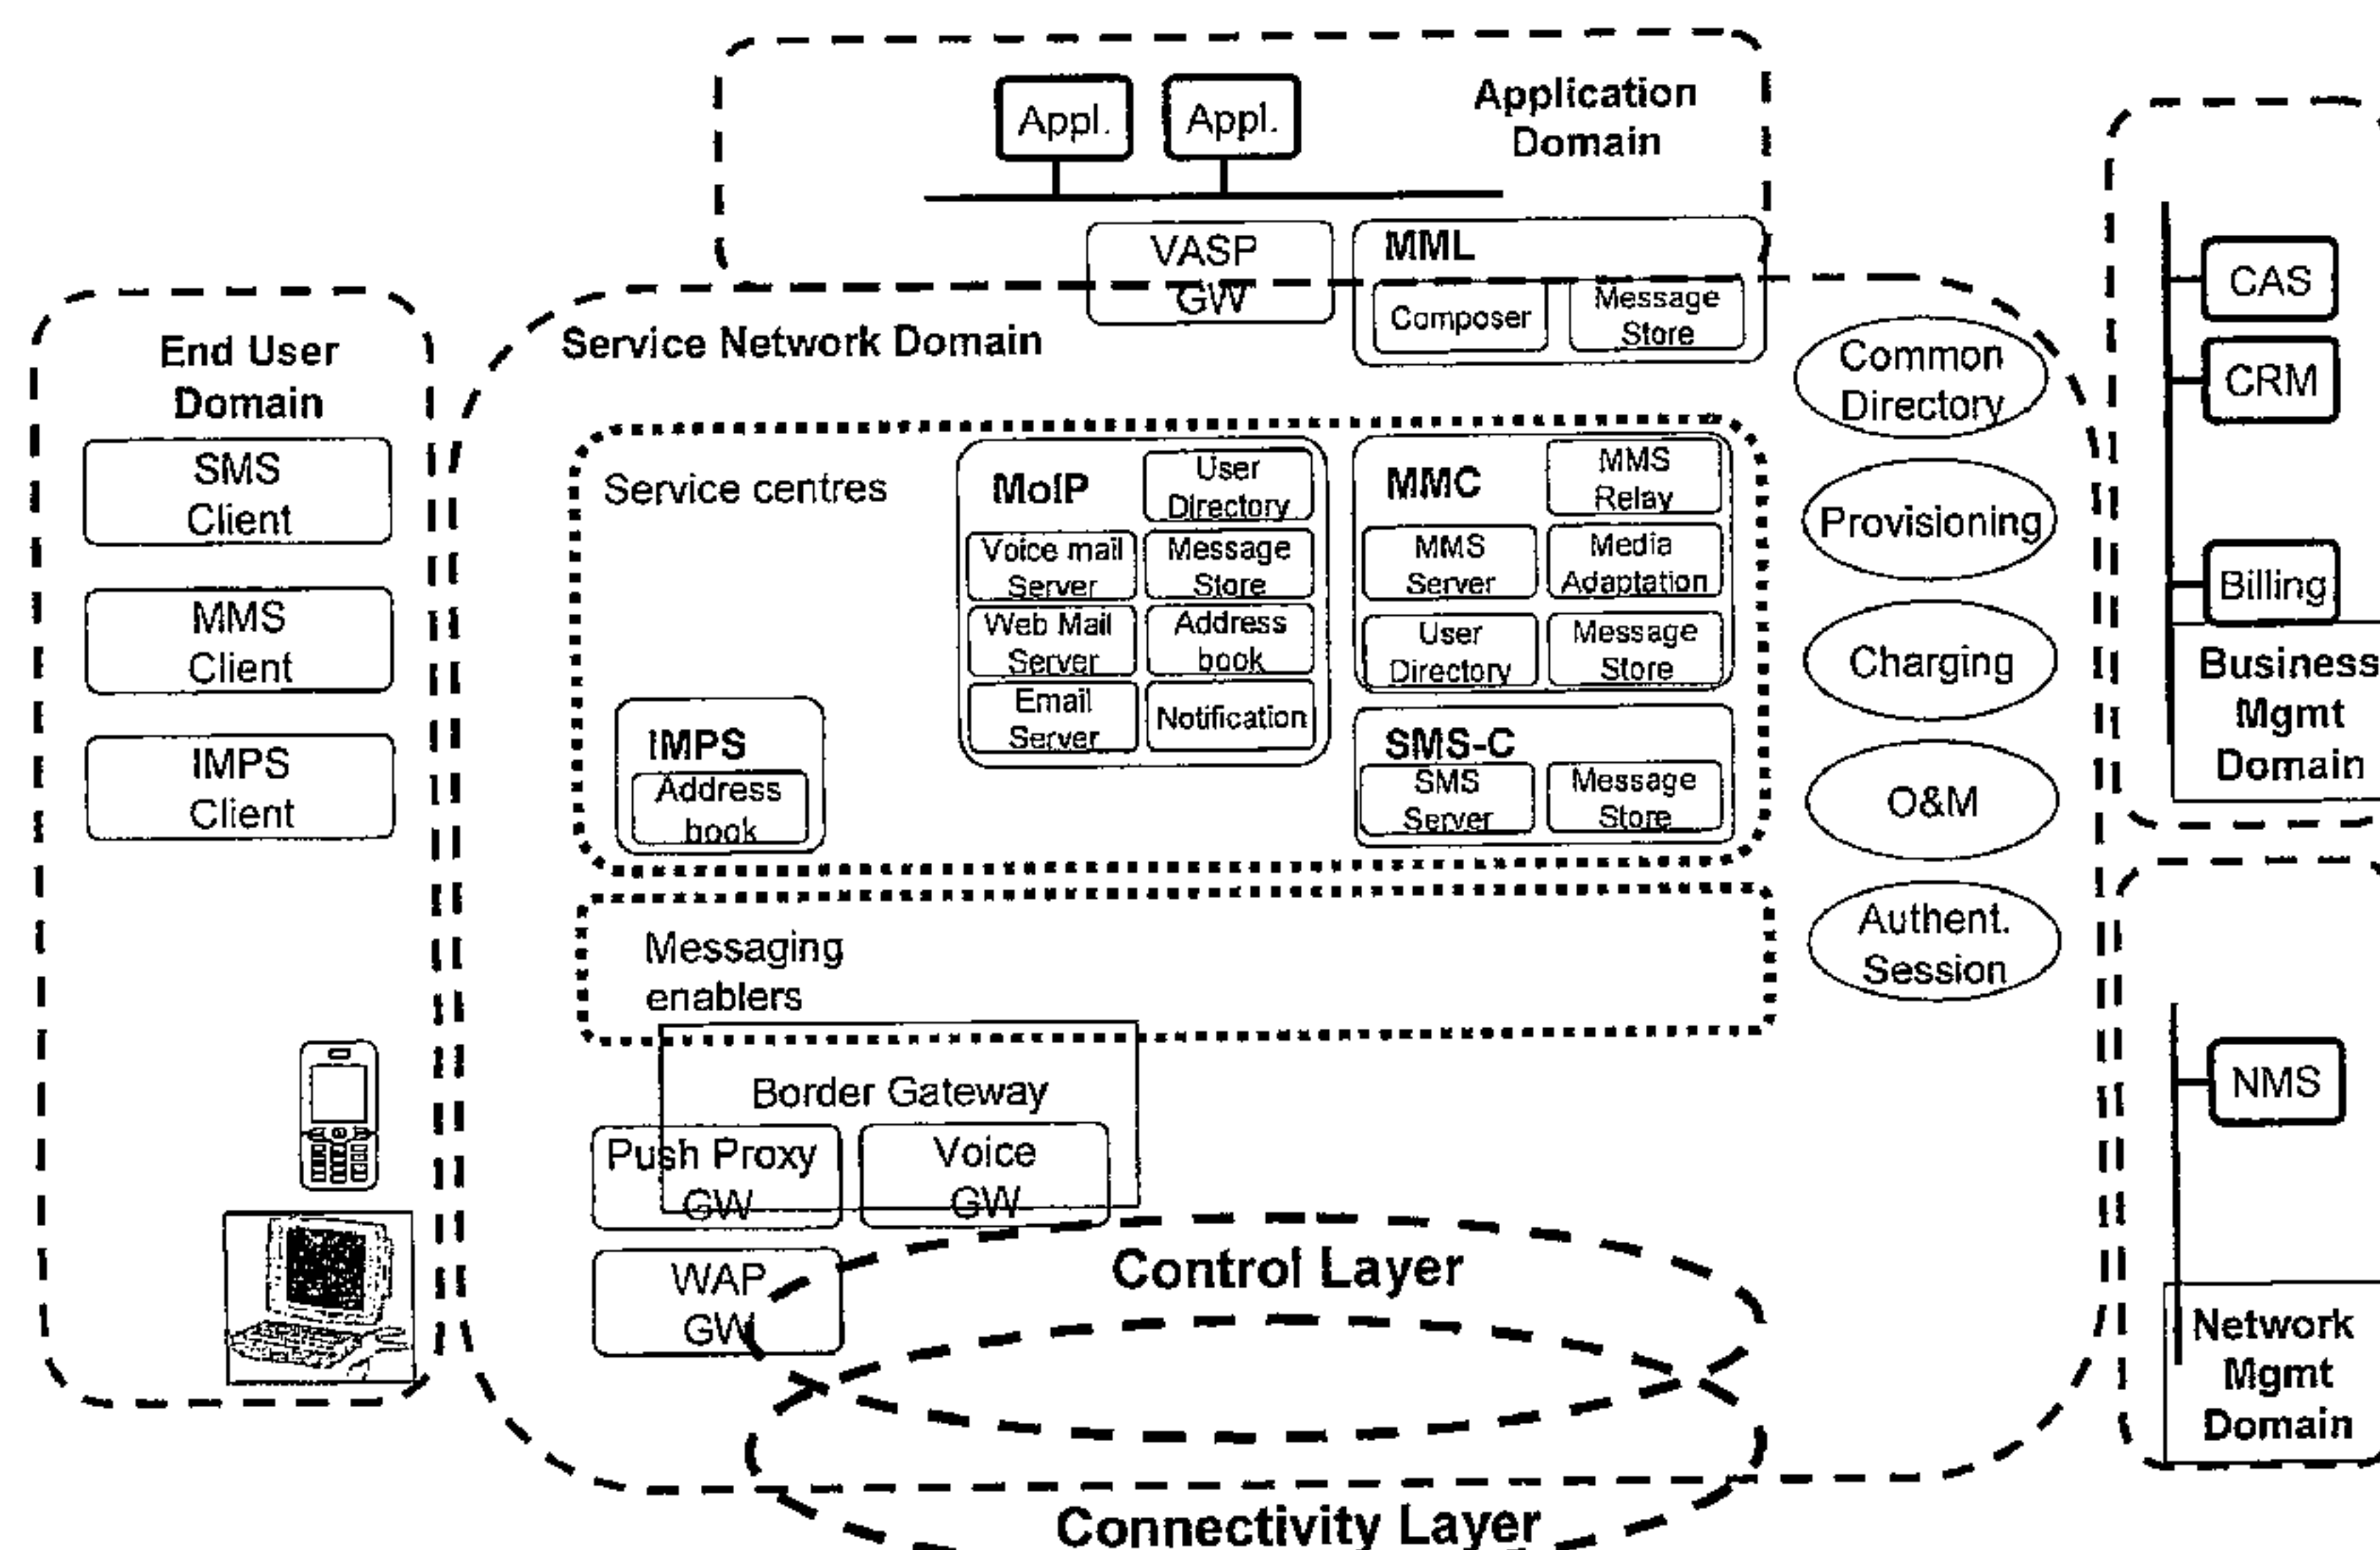 Application
Domain
Appl.
Appl.
VASP
GW
MML
Composer
Message
Store
End User
Domain
SMS
Client
MMS
Client
IMPS
Client
Service Network Domain
Service centres
IMPS
Address
book
MoIP
User
Directory
Voice mail
Server
Message
Store
Web Mail
Server
Address
book
Email
Server
Notification
MMC
MMS
Relay
MMS
Server
Media
Adaptation
User
Directory
Message
Store
SMS-C
SMS
Server
Message
Store
Messaging
enablers
Border Gateway
Push Proxy
GW
Voice
GW
WAP
GW
Control Layer
Connectivity Layer
Common
Directory
Provisioning
Charging
O&M
Authent.
Session
CAS
CRM
Billing
Business
Mgmt
Domain
NMS
Network
Mgmt
Domain